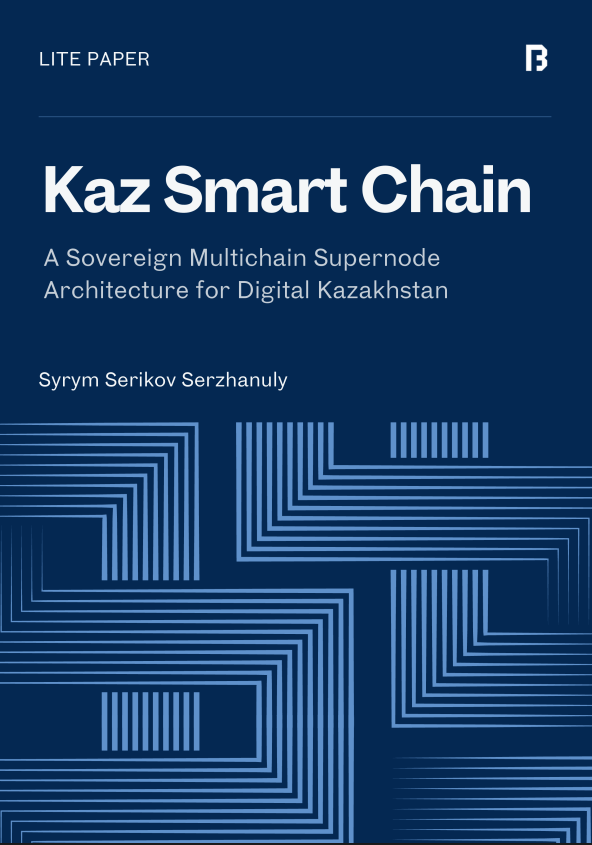 LITE PAPER
Kaz Smart Chain
A Sovereign Multichain Supernode
Architecture for Digital Kazakhstan
Syrym Serikov Serzhanuly